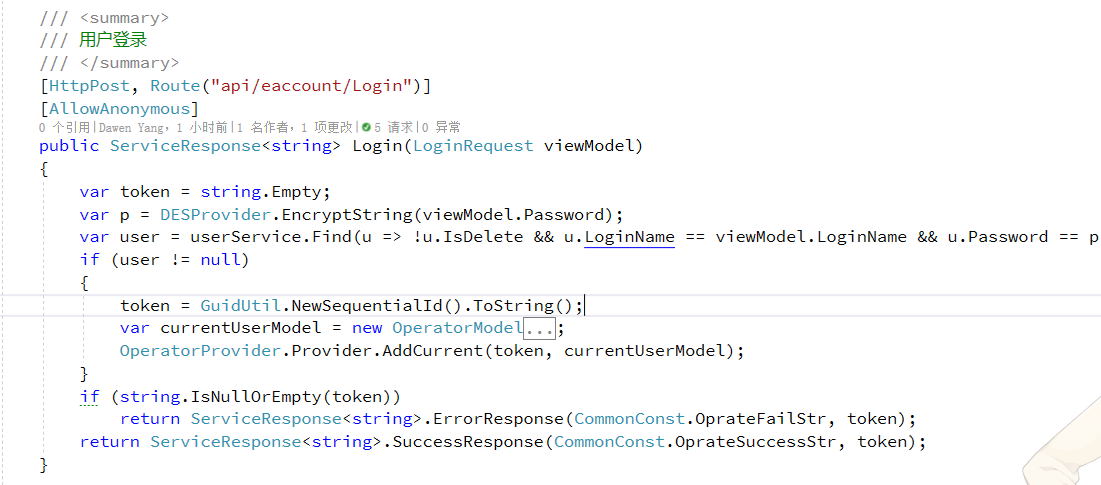 /// <summary>
/// 用户登录
/// </summary>
[HttpPost, Route("api/eaccount/Login")]
[AllowAnonymous]
0 个引用|Dawen Yang，1 小时前|1 名作者，1 项更改|5 请求|0 异常
public ServiceResponse<string> Login(LoginRequest viewModel)
{
    var token = string.Empty;
    var p = DESProvider.EncryptString(viewModel.Password);
    var user = userService.Find(u => !u.IsDelete && u.LoginName == viewModel.LoginName && u.Password == p
    if (user != null)
    {
        token = GuidUtil.NewSequentialId().ToString();
        var currentUserModel = new OperatorModel...;
        OperatorProvider.Provider.AddCurrent(token, currentUserModel);
    }
    if (string.IsNullOrEmpty(token))
        return ServiceResponse<string>.ErrorResponse(CommonConst.OprateFailStr, token);
    return ServiceResponse<string>.SuccessResponse(CommonConst.OprateSuccessStr, token);
}